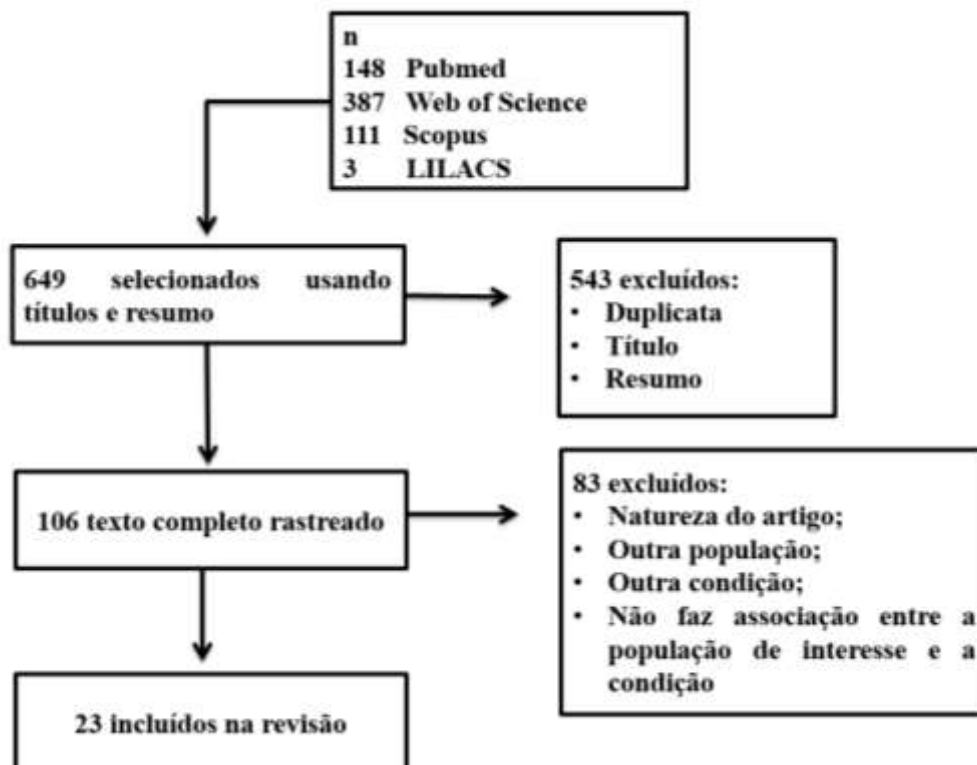 n
148 Pubmed
387 Web of Science
111 Scopus
3 LILACS
649 selecionados usando
títulos e resumo
543 excluídos:
• Duplicata
• Título
• Resumo
106 texto completo rastreado
83 excluídos:
• Natureza do artigo;
• Outra população;
• Outra condição;
• Não faz associação entre a
população de interesse e a
condição
23 incluídos na revisão